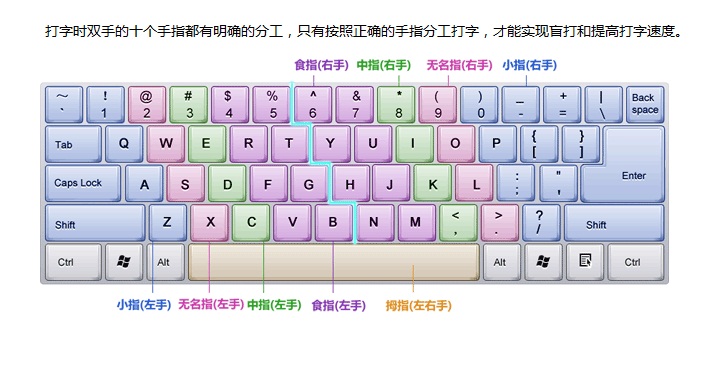 打字时双手的十个手指都有明确的分工，只有按照正确的手指分工打字，才能实现盲打和提高打字速度。
食指(右手) 中指(右手) 无名指(右手) 小指(右手)
~ ! @ # $ % ^ & * ( ) _ + | Back
` 1 2 3 4 5 6 7 8 9 0 - = \ space
Tab Q W E R T Y U I O P { [ } ]
Caps Lock A S D F G H J K L : ; " , Enter
Shift Z X C V B N M < , > . ? / Shift
Ctrl Alt Alt Ctrl
小指(左手) 无名指(左手) 中指(左手) 食指(左手) 拇指(左右手)